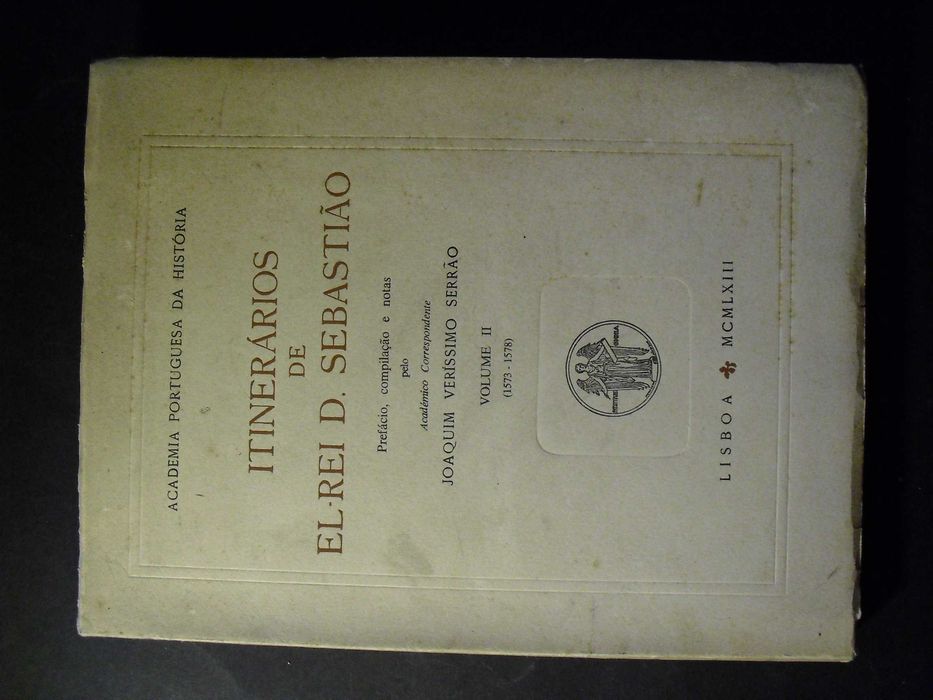 ACADEMIA PORTUGUESA DA HISTÓRIA
ITINERÁRIOS
DE
EL-REI D. SEBASTIÃO
Prefácio, compilação e notas
pelo
Académico Correspondente
JOAQUIM VERÍSSIMO SERRÃO
VOLUME II
(1573 - 1578)
LISBOA MCMLXIII